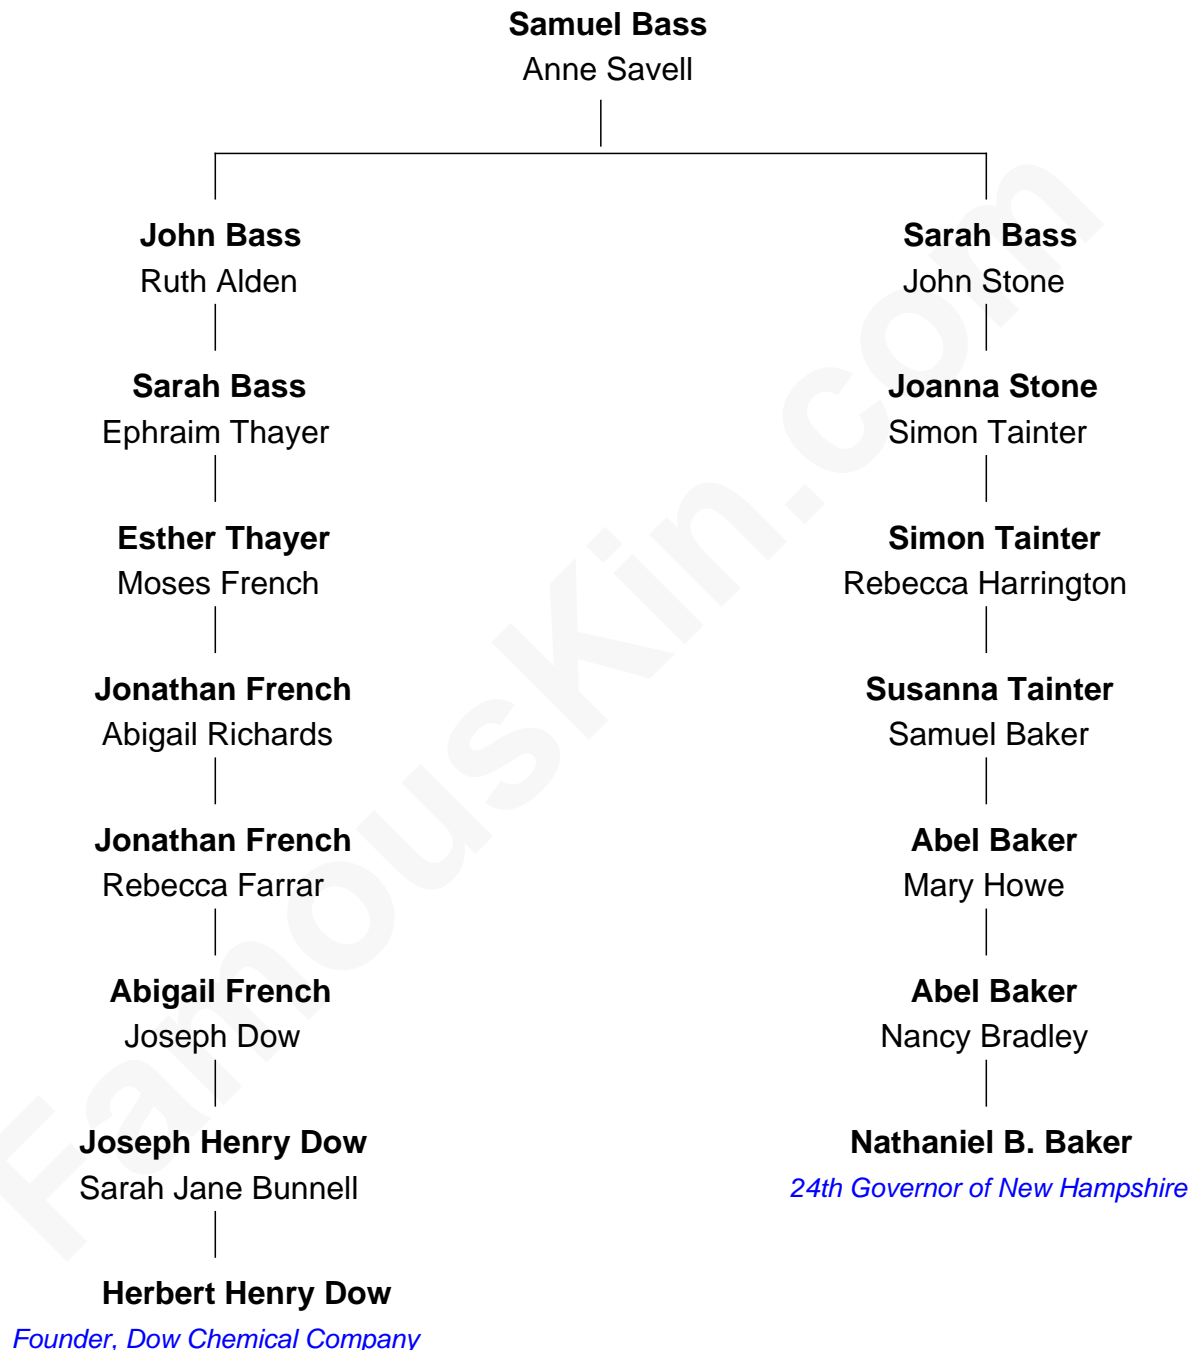 Samuel Bass
Anne Savell
John Bass
Ruth Alden
Sarah Bass
Ephraim Thayer
Esther Thayer
Moses French
Jonathan French
Abigail Richards
Jonathan French
Rebecca Farrar
Abigail French
Joseph Dow
Joseph Henry Dow
Sarah Jane Bunnell
Herbert Henry Dow
Founder, Dow Chemical Company
Sarah Bass
John Stone
Joanna Stone
Simon Tainter
Simon Tainter
Rebecca Harrington
Susanna Tainter
Samuel Baker
Abel Baker
Mary Howe
Abel Baker
Nancy Bradley
Nathaniel B. Baker
24th Governor of New Hampshire
FamousKin.com